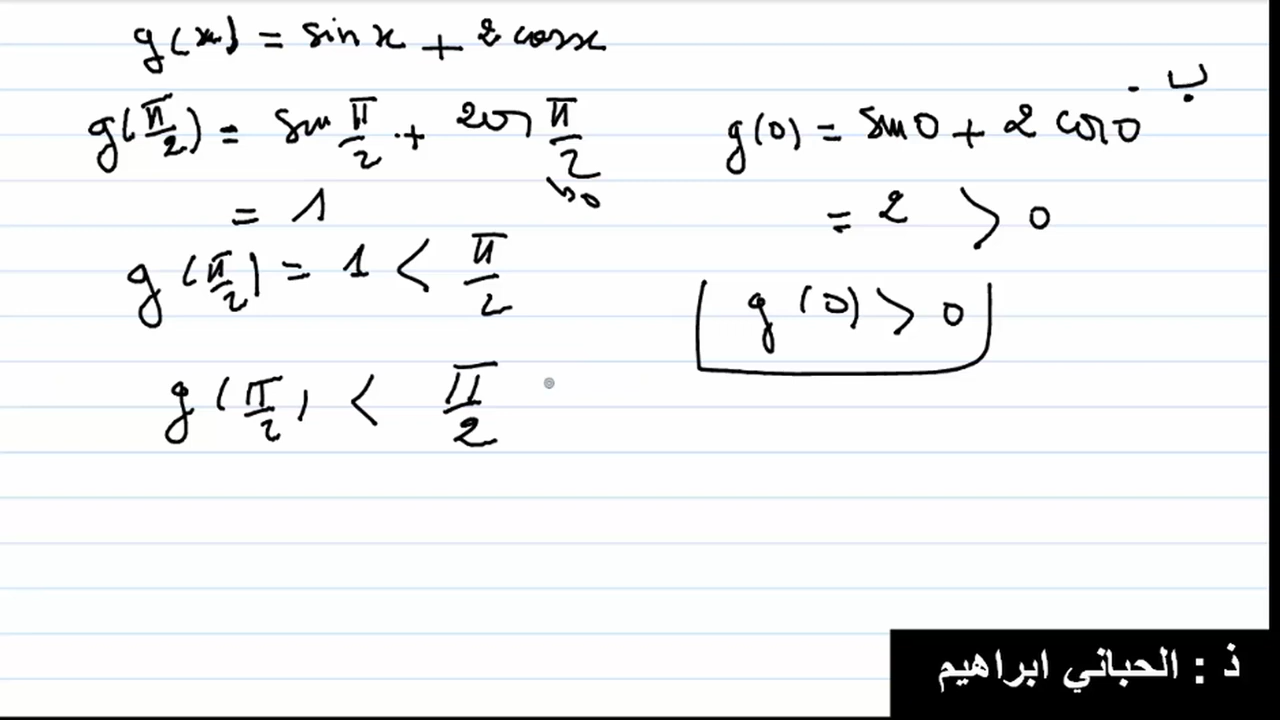 g(x) = sin x + 2 cos x
g(π/2) = sin π/2 + 2cos π/2
↳ 0
= 1
g(π/2) = 1 < π/2
g(π/2) < π/2
ب -
g(0) = sin 0 + 2 cos 0
= 2 > 0
g(0) > 0
ذ : الحباني ابراهيم